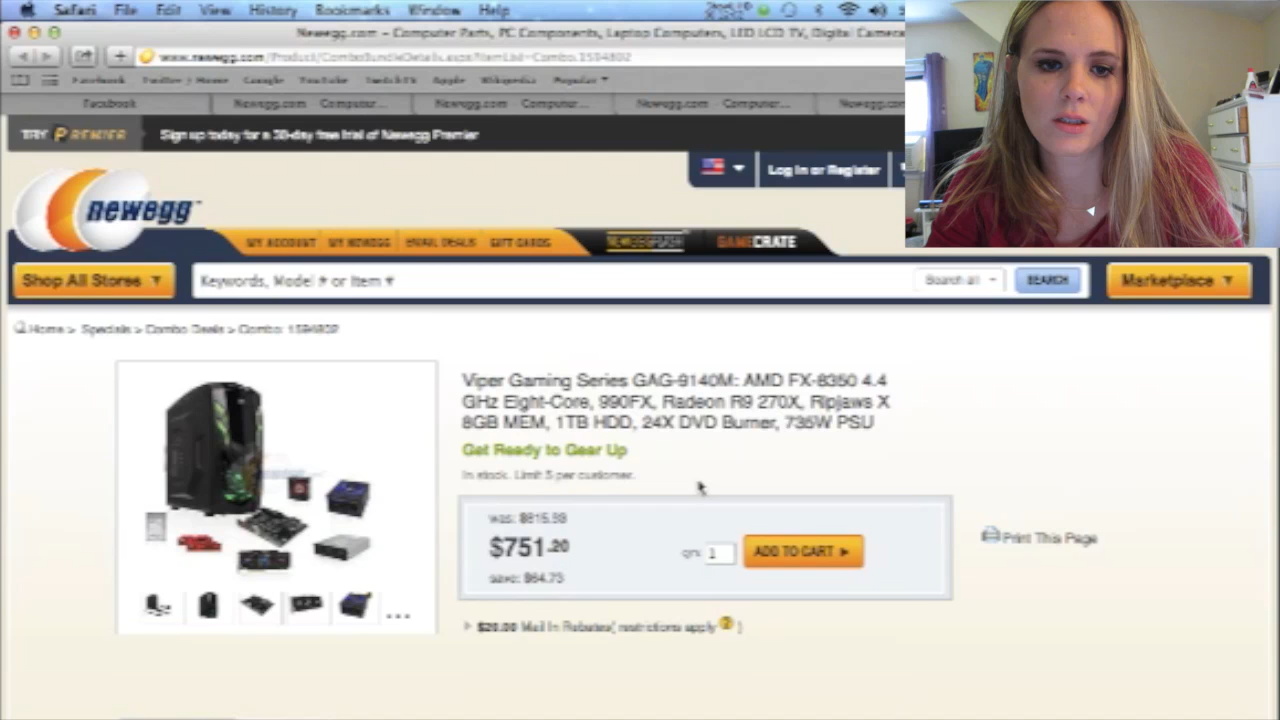 Safari File Edit View History Bookmarks Window Help
Newegg.com - Computer Parts, PC Components, Laptop Computers, LED LCD TV, Digital Camera
www.newegg.com/Product/ComboBundleDetails.aspx?ItemList=Combo.1594802
Facebook Twitter / Home Google YouTube TwitchTV Apple Wikipedia Popular ▾
Facebook Newegg.com - Computer... Newegg.com - Computer... Newegg.com - Computer... Newegg.com
TRY PREMIER Sign up today for a 30-day free trial of Newegg Premier
Log in or Register
newegg
MY ACCOUNT MY NEWEGG EMAIL DEALS GIFT CARDS NEWEGGFLASH GAMECRATE
Shop All Stores ▼ Keywords, Model # or Item # Search all SEARCH Marketplace ▼
Home > Specials > Combo Deals > Combo: 1594802
Viper Gaming Series GAG-9140M: AMD FX-8350 4.4
GHz Eight-Core, 990FX, Radeon R9 270X, Ripjaws X
8GB MEM, 1TB HDD, 24X DVD Burner, 735W PSU
Get Ready to Gear Up
In stock. Limit 5 per customer.
was: $815.93
$751.20
qty: 1 ADD TO CART ►
save: $64.73
Print This Page
$20.00 Mail In Rebates( restrictions apply )